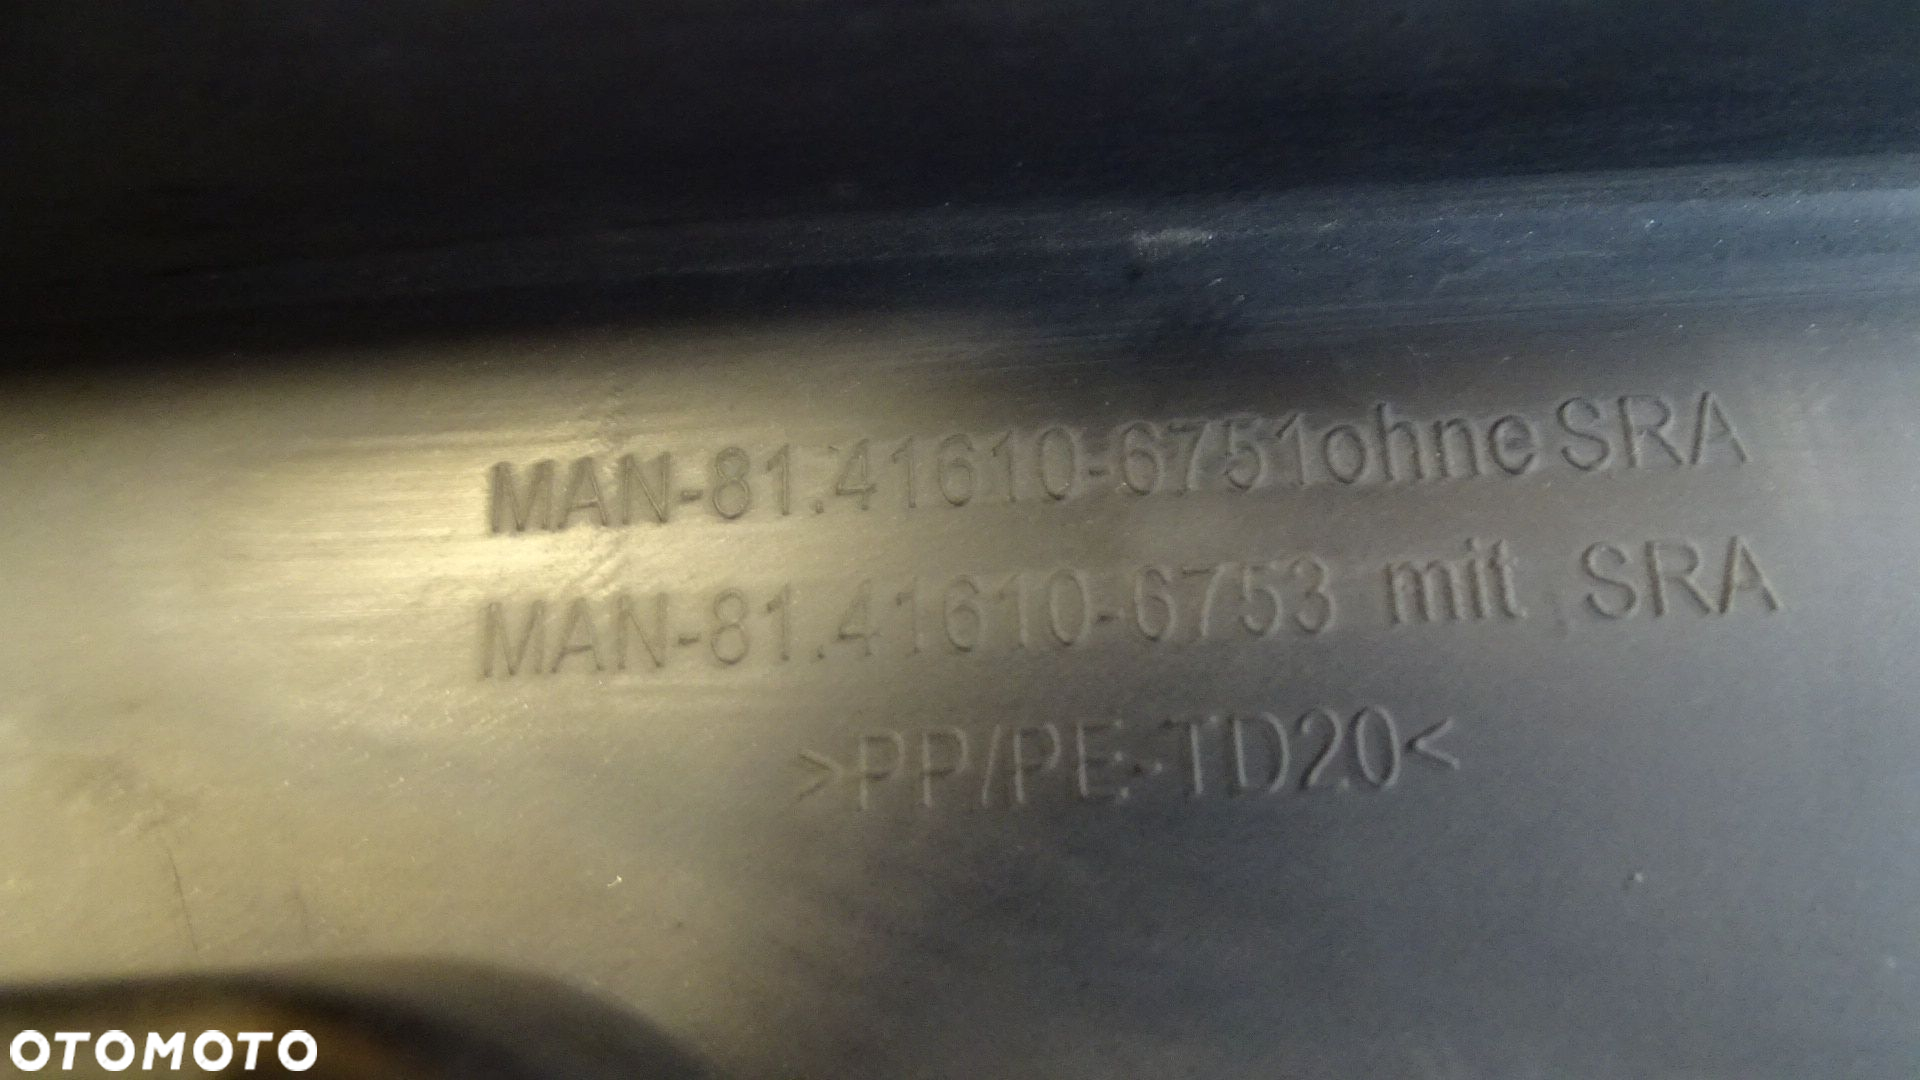 MAN-81.41610-6751ohne SRA
MAN-81.41610-6753 mit SRA
>PP/PE-TD20<
OTOMOTO